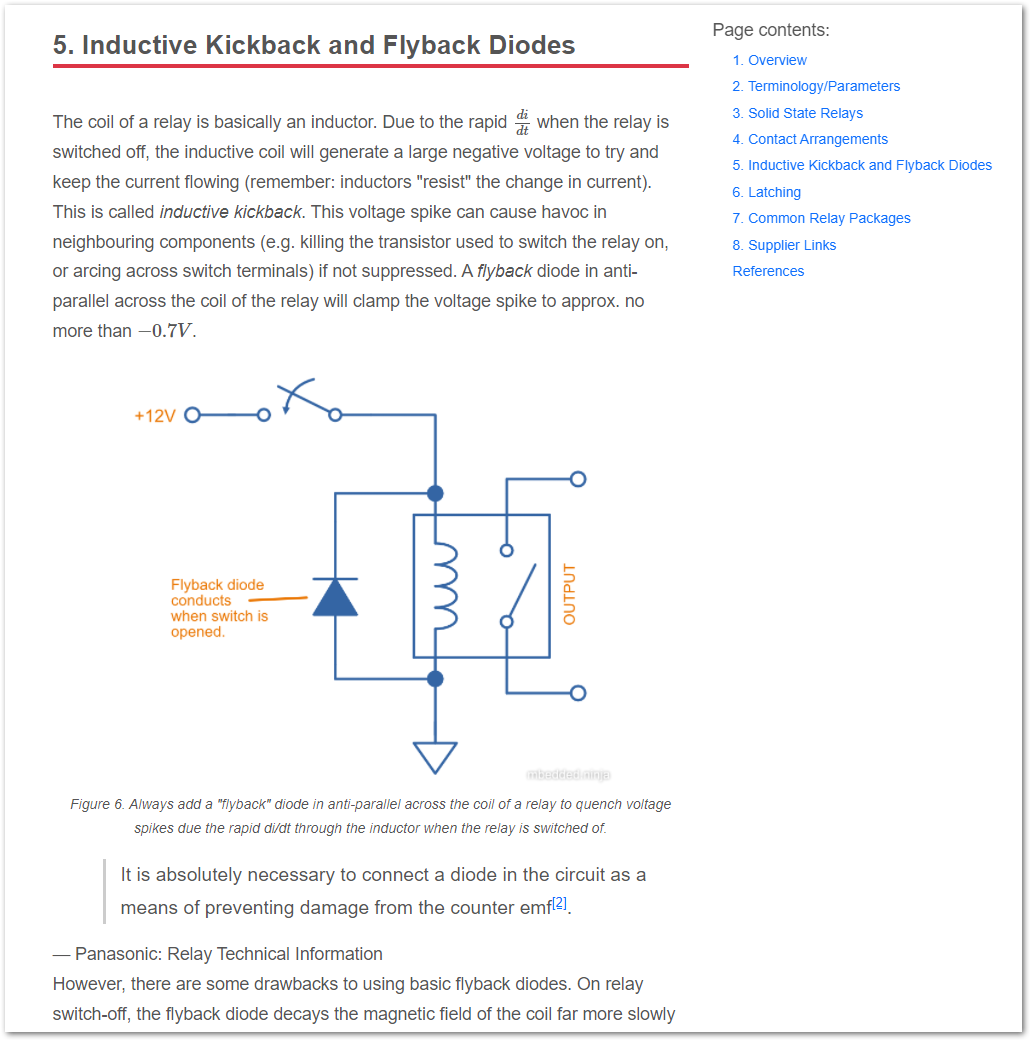 5. Inductive Kickback and Flyback Diodes
The coil of a relay is basically an inductor. Due to the rapid di/dt when the relay is
switched off, the inductive coil will generate a large negative voltage to try and
keep the current flowing (remember: inductors "resist" the change in current).
This is called inductive kickback. This voltage spike can cause havoc in
neighbouring components (e.g. killing the transistor used to switch the relay on,
or arcing across switch terminals) if not suppressed. A flyback diode in anti-
parallel across the coil of the relay will clamp the voltage spike to approx. no
more than −0.7V.
+12V
Flyback diode
conducts
when switch is
opened.
OUTPUT
mbedded.ninja
Figure 6. Always add a "flyback" diode in anti-parallel across the coil of a relay to quench voltage
spikes due the rapid di/dt through the inductor when the relay is switched of.
It is absolutely necessary to connect a diode in the circuit as a
means of preventing damage from the counter emf[2].
— Panasonic: Relay Technical Information
However, there are some drawbacks to using basic flyback diodes. On relay
switch-off, the flyback diode decays the magnetic field of the coil far more slowly
Page contents:
1. Overview
2. Terminology/Parameters
3. Solid State Relays
4. Contact Arrangements
5. Inductive Kickback and Flyback Diodes
6. Latching
7. Common Relay Packages
8. Supplier Links
References